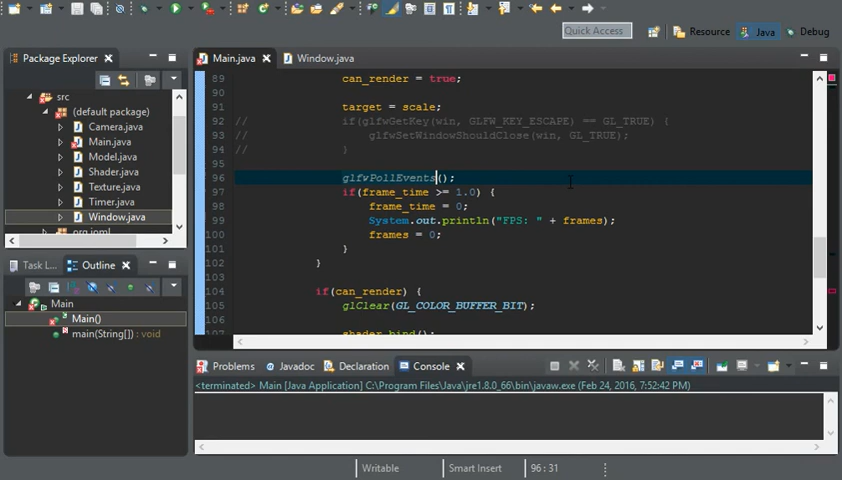 Quick Access
Resource
Java
Debug
Package Explorer
src
(default package)
Camera.java
Main.java
Model.java
Shader.java
Texture.java
Timer.java
Window.java
Task L...
Outline
Main
Main()
main(String[]) : void
Main.java
Window.java
89 can_render = true;
90
91 target = scale;
92 // if(glfwGetKey(win, GLFW_KEY_ESCAPE) == GL_TRUE) {
93 // glfwSetWindowShouldClose(win, GL_TRUE);
94 // }
95
96 glfwPollEvents();
97 if(frame_time >= 1.0) {
98 frame_time = 0;
99 System.out.println("FPS: " + frames);
100 frames = 0;
101 }
102 }
103
104 if(can_render) {
105 glClear(GL_COLOR_BUFFER_BIT);
106
Problems
Javadoc
Declaration
Console
<terminated> Main [Java Application] C:\Program Files\Java\jre1.8.0_66\bin\javaw.exe (Feb 24, 2016, 7:52:42 PM)
Writable
Smart Insert
96 : 31